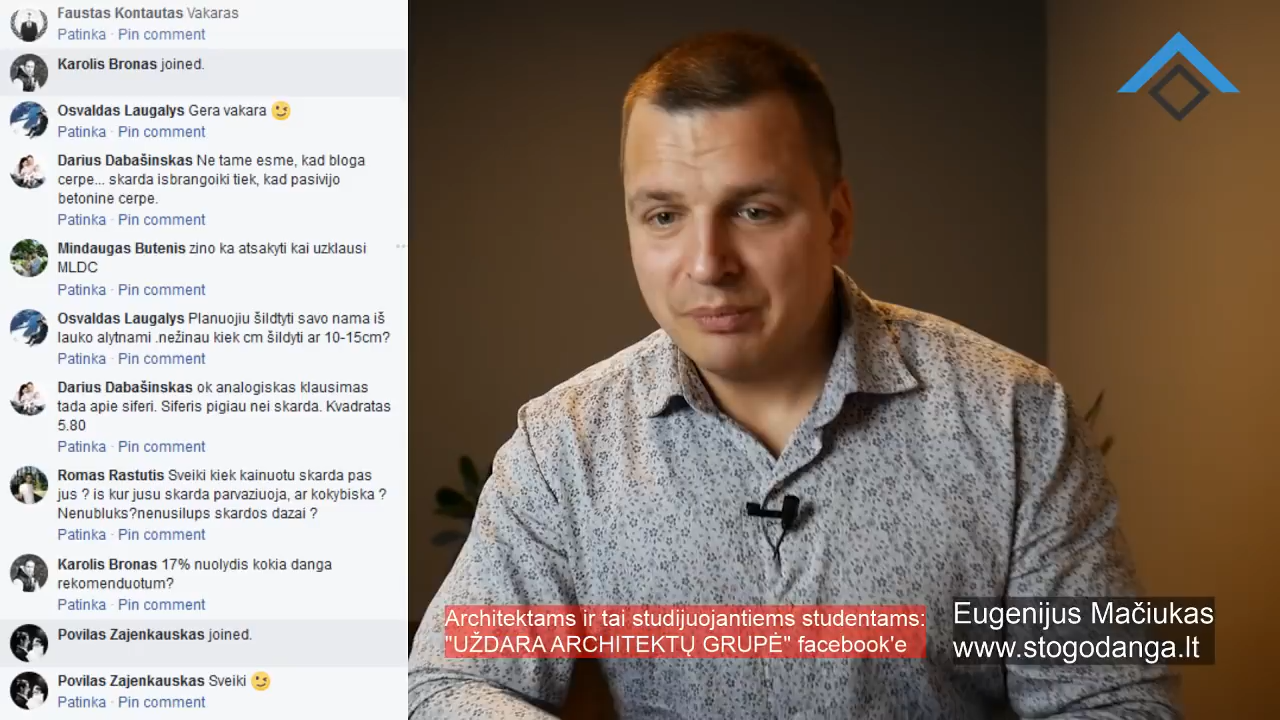 Faustas Kontautas Vakaras
Patinka · Pin comment
Karolis Bronas joined.
Osvaldas Laugalys Gera vakara 😉
Patinka · Pin comment
Darius Dabašinskas Ne tame esme, kad bloga
cerpe... skarda isbrangoiki tiek, kad pasivijo
betonine cerpe.
Patinka · Pin comment
Mindaugas Butenis zino ka atsakyti kai uzklausi
MLDC
Patinka · Pin comment
Osvaldas Laugalys Planuojiu šildtyti savo nama iš
lauko alytnami .nežinau kiek cm šildyti ar 10-15cm?
Patinka · Pin comment
Darius Dabašinskas ok analogiskas klausimas
tada apie siferi. Siferis pigiau nei skarda. Kvadratas
5.80
Patinka · Pin comment
Romas Rastutis Sveiki kiek kainuotu skarda pas
jus ? is kur jusu skarda parvaziuoja, ar kokybiska ?
Nenubluks?nenusilups skardos dazai ?
Patinka · Pin comment
Karolis Bronas 17% nuolydis kokia danga
rekomenduotum?
Patinka · Pin comment
Povilas Zajenkauskas joined.
Povilas Zajenkauskas Sveiki 😉
Patinka · Pin comment
Architektams ir tai studijuojantiems studentams:
"UŽDARA ARCHITEKTŲ GRUPĖ" facebook'e
Eugenijus Mačiukas
www.stogodanga.lt